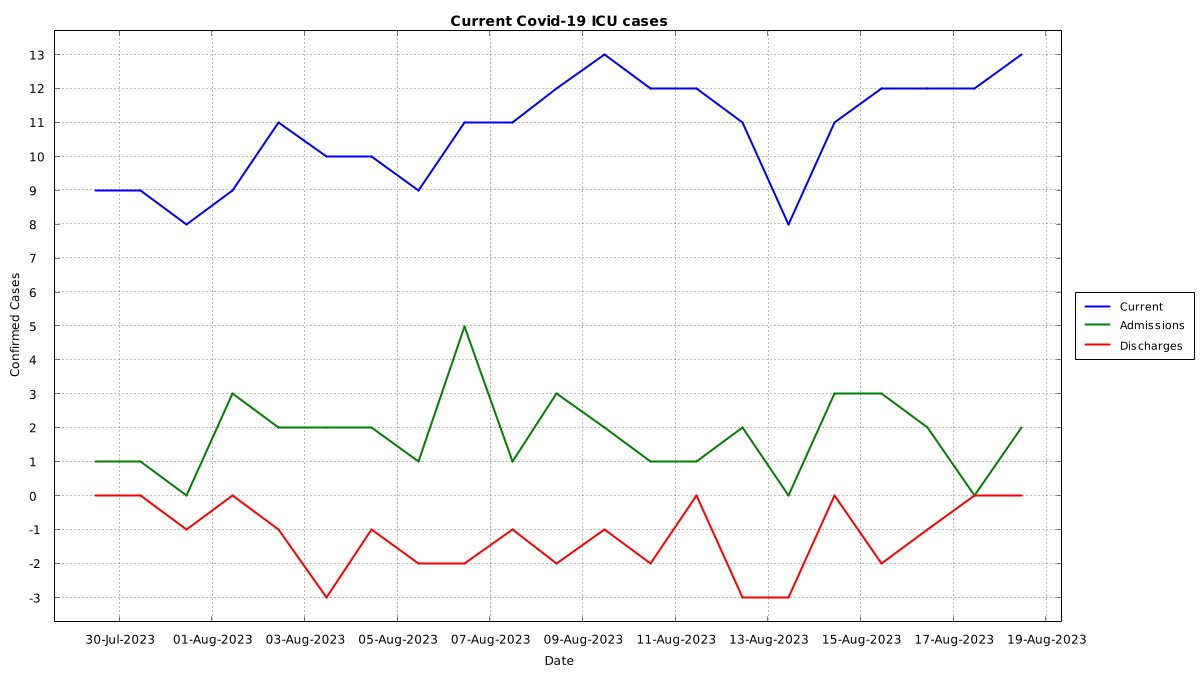 Current Covid-19 ICU cases
13
12
11
10
9
8
7
6
5
4
3
2
1
0
-1
-2
-3
Confirmed Cases
30-Jul-2023 01-Aug-2023 03-Aug-2023 05-Aug-2023 07-Aug-2023 09-Aug-2023 11-Aug-2023 13-Aug-2023 15-Aug-2023 17-Aug-2023 19-Aug-2023
Date
Current
Admissions
Discharges